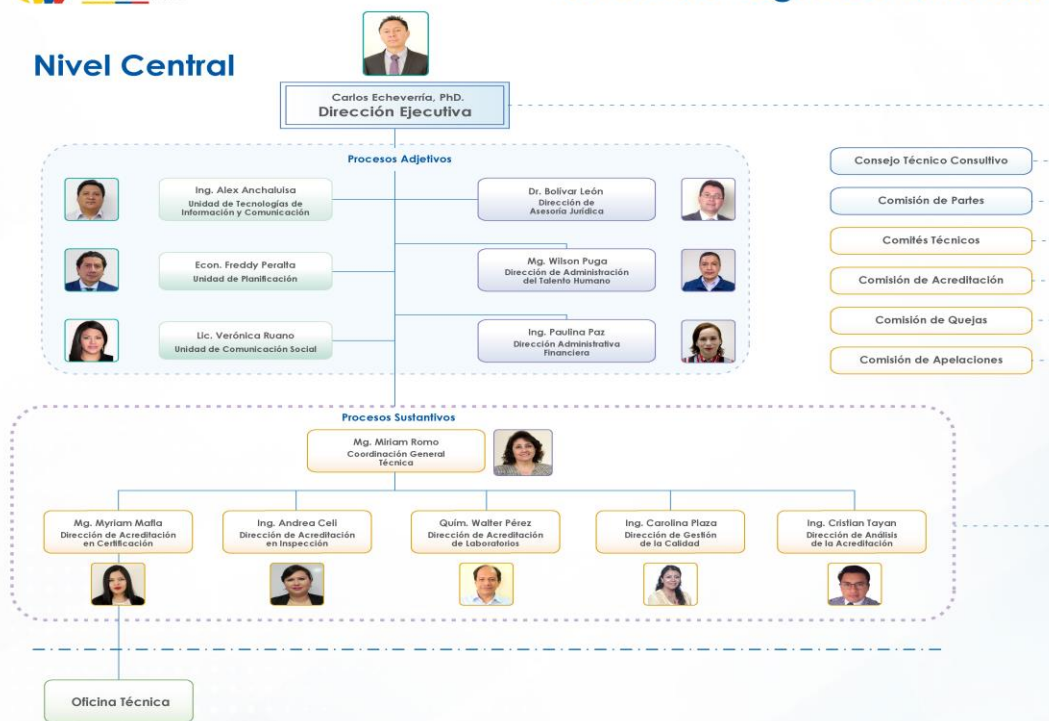 Nivel Central
Carlos Echeverría, PhD.
Dirección Ejecutiva
Procesos Adjetivos
Ing. Alex Anchaluisa
Unidad de Tecnologías de
Información y Comunicación
Dr. Bolívar León
Dirección de
Asesoría Jurídica
Econ. Freddy Peralta
Unidad de Planificación
Mg. Wilson Puga
Dirección de Administración
del Talento Humano
Lic. Verónica Ruano
Unidad de Comunicación Social
Ing. Paulina Paz
Dirección Administrativa
Financiera
Consejo Técnico Consultivo
Comisión de Partes
Comités Técnicos
Comisión de Acreditación
Comisión de Quejas
Comisión de Apelaciones
Procesos Sustantivos
Mg. Miriam Romo
Coordinación General
Técnica
Mg. Myriam Mafla
Dirección de Acreditación
en Certificación
Ing. Andrea Celi
Dirección de Acreditación
en Inspección
Quím. Walter Pérez
Dirección de Acreditación
de Laboratorios
Ing. Carolina Plaza
Dirección de Gestión
de la Calidad
Ing. Cristian Tayan
Dirección de Análisis
de la Acreditación
Oficina Técnica